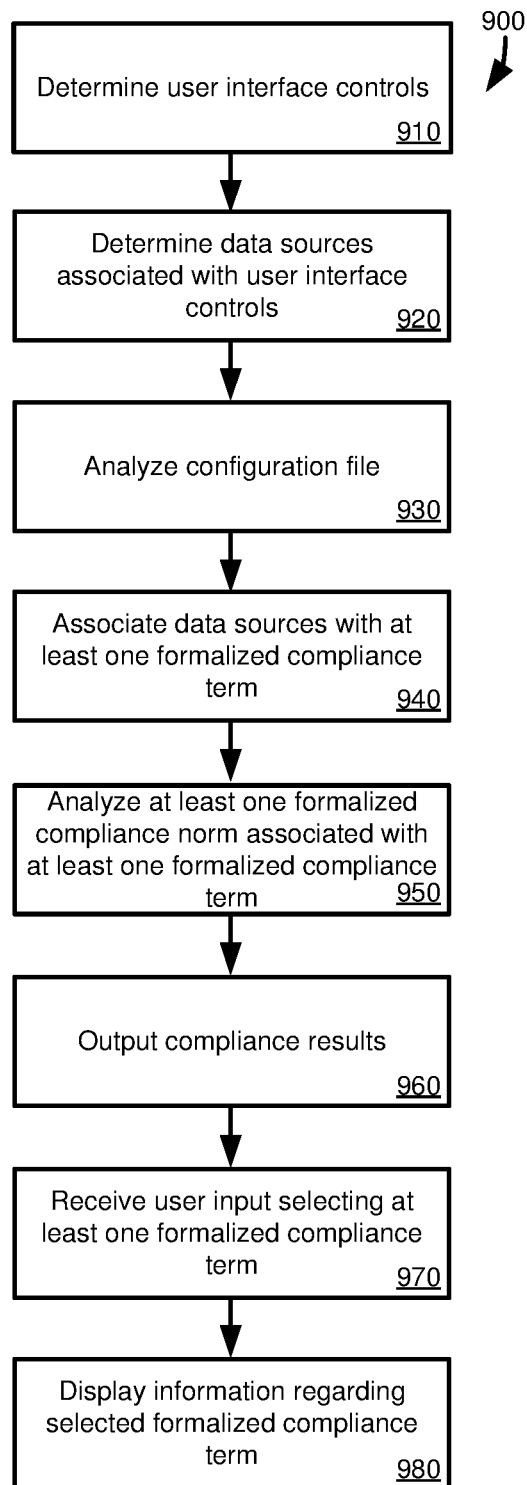 900
Determine user interface controls
910
Determine data sources
associated with user interface
controls
920
Analyze configuration file
930
Associate data sources with at
least one formalized compliance
term
940
Analyze at least one formalized
compliance norm associated with
at least one formalized compliance
term
950
Output compliance results
960
Receive user input selecting at
least one formalized compliance
term
970
Display information regarding
selected formalized compliance
term
980